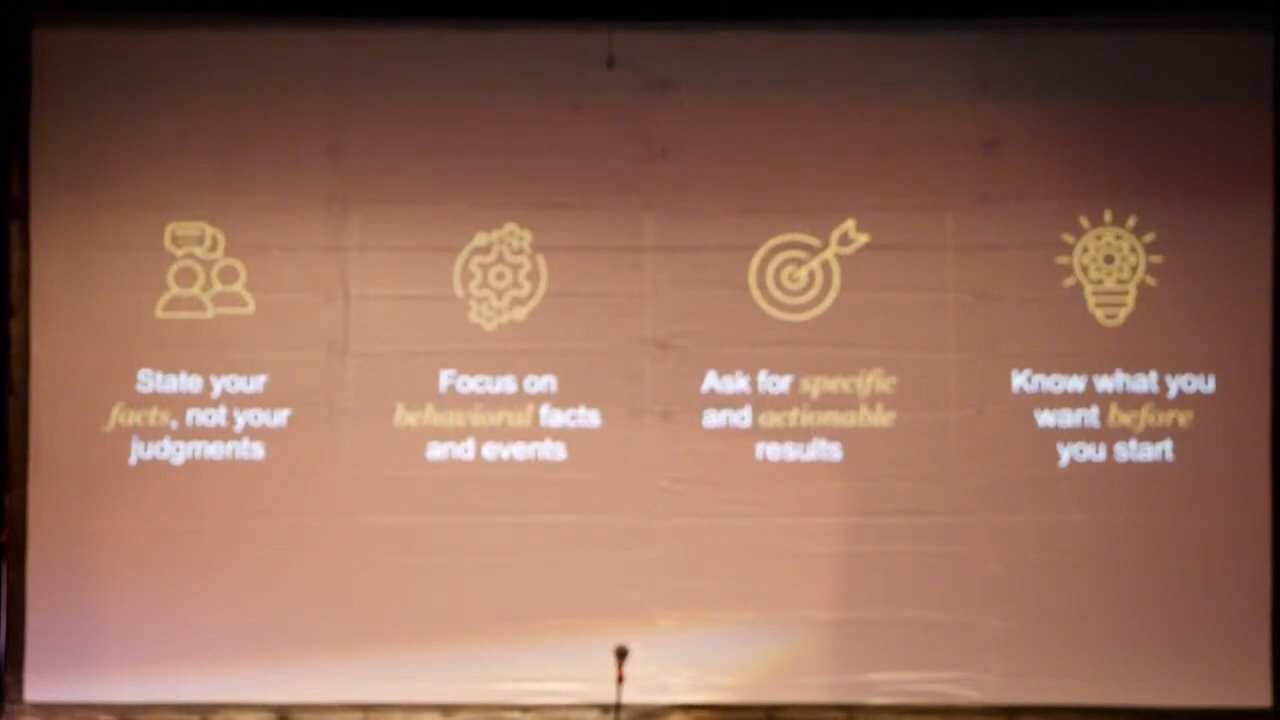 State your
facts, not your
judgments
Focus on
behavioral facts
and events
Ask for specific
and actionable
results
Know what you
want before
you start